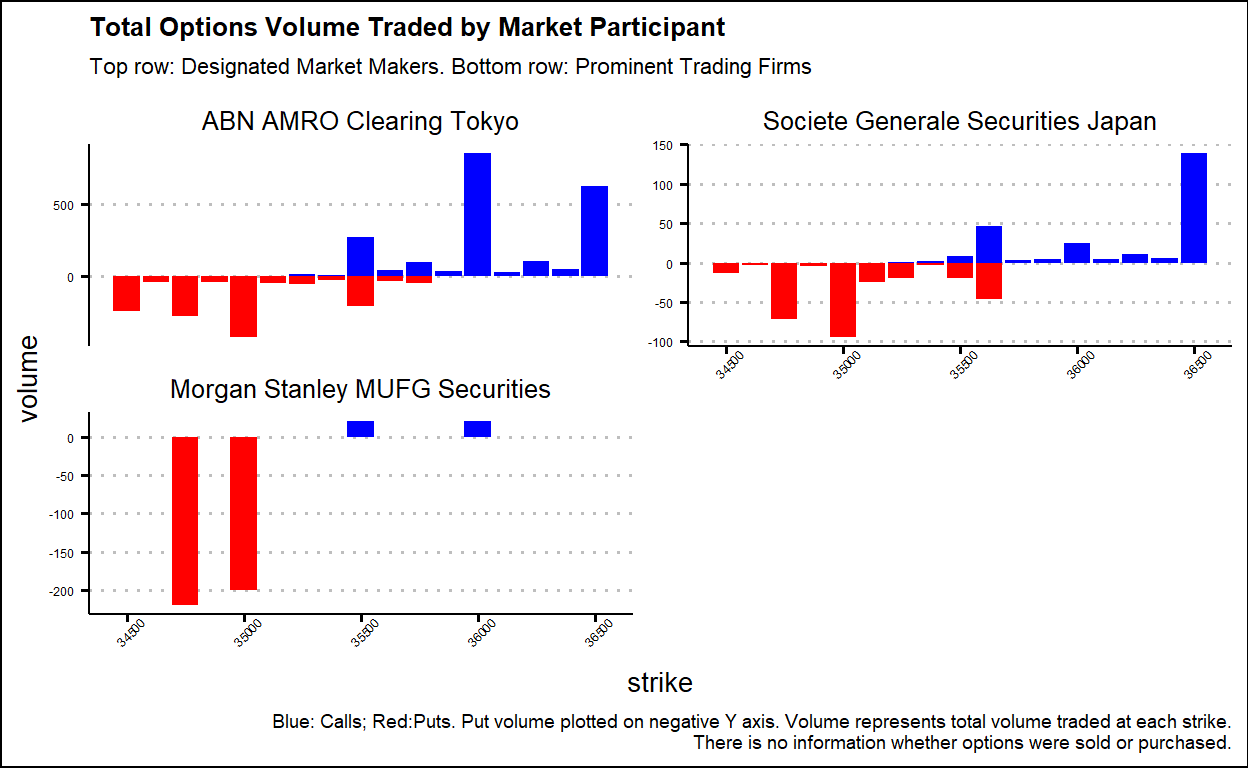 Total Options Volume Traded by Market Participant
Top row: Designated Market Makers. Bottom row: Prominent Trading Firms
ABN AMRO Clearing Tokyo
500
0
Societe Generale Securities Japan
150
100
50
0
-50
-100
34500
35000
35500
36000
36500
volume
Morgan Stanley MUFG Securities
0
-50
-100
-150
-200
34500
35000
35500
36000
36500
strike
Blue: Calls; Red:Puts. Put volume plotted on negative Y axis. Volume represents total volume traded at each strike.
There is no information whether options were sold or purchased.